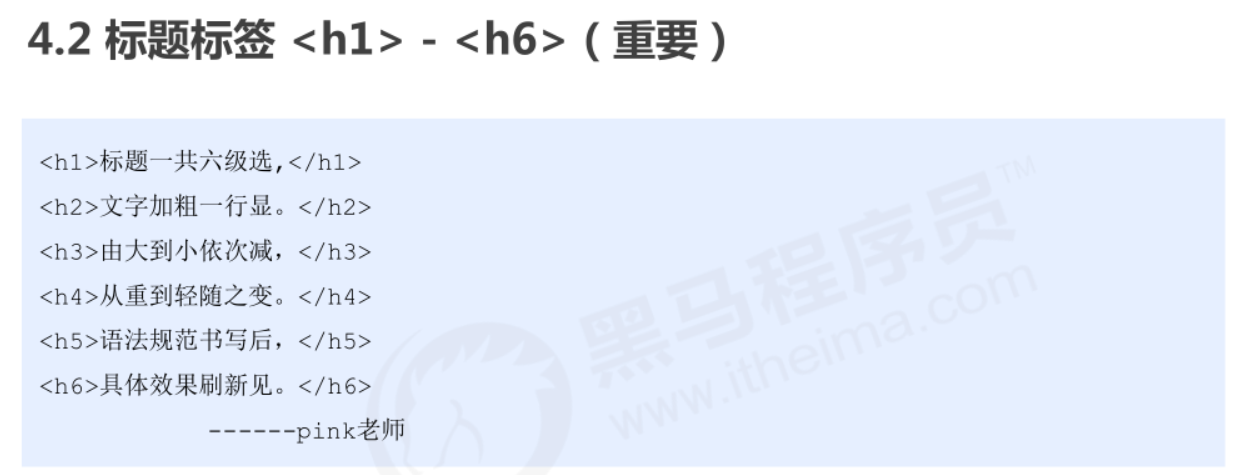 4.2 标题标签 <h1> - <h6>（重要）
<h1>标题一共六级选,</h1>
<h2>文字加粗一行显。</h2>
<h3>由大到小依次减，</h3>
<h4>从重到轻随之变。</h4>
<h5>语法规范书写后，</h5>
<h6>具体效果刷新见。</h6>
------pink老师
黑马程序员™
www.itheima.com